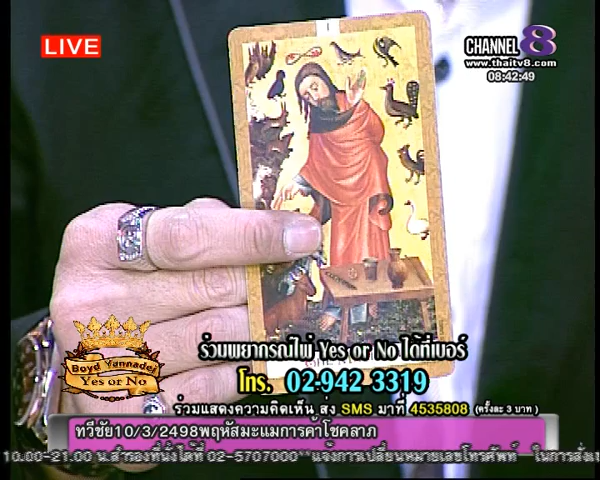 LIVE
I
CHANNEL 8
www.thaitv8.com
08:42:49
Boyd Yannadej
Yes or No
ร่วมพยากรณ์ไพ่ Yes or No ได้ที่เบอร์
โทร. 02-942 3319
ร่วมแสดงความคิดเห็น ส่ง SMS มาที่ 4535808 (ครั้งละ 3 บาท)
ทวีชัย10/3/2498พฤหัสมะแมการค้าโชคลาภ
10.00-21.00 น.สำรองที่นั่งได้ที่ 02-5707000**แจ้งการเปลี่ยนหมายเลขโทรศัพท์ ในการสั่ง